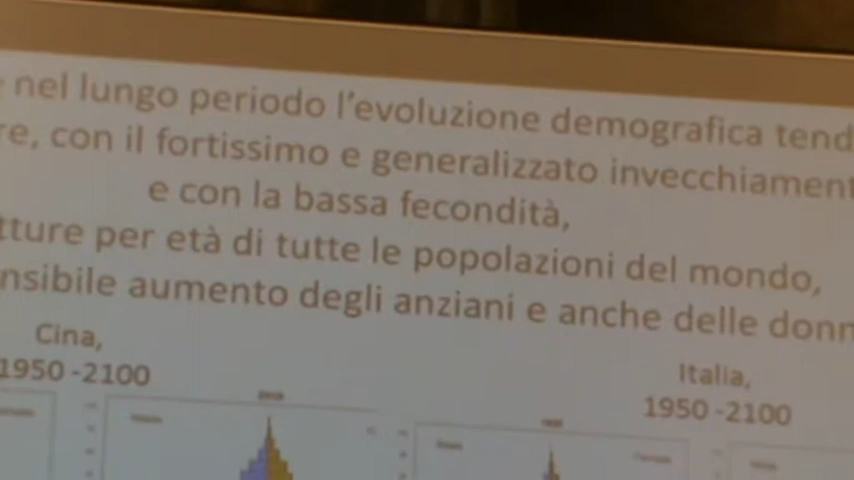 nel lungo periodo l'evoluzione demografica tend
re, con il fortissimo e generalizzato invecchiament
e con la bassa fecondità,
tture per età di tutte le popolazioni del mondo,
nsibile aumento degli anziani e anche delle donn
Cina,
1950 -2100
Italia,
1950 -2100